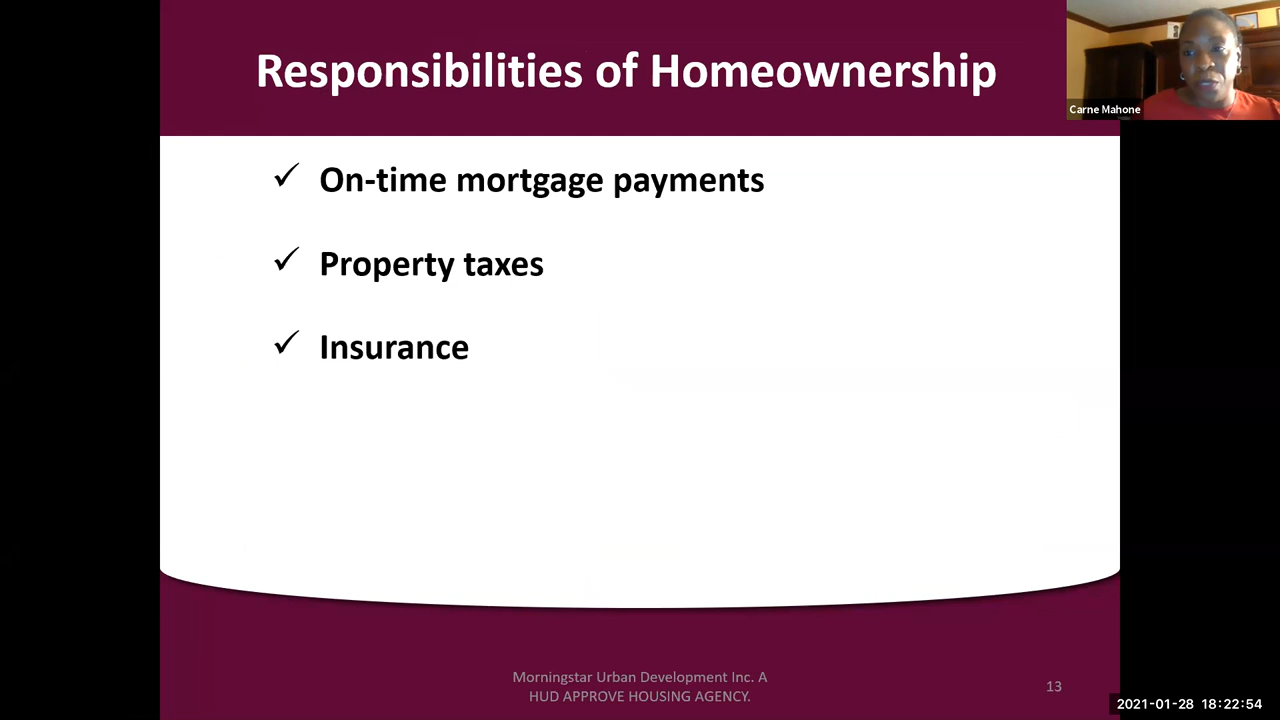 Responsibilities of Homeownership
Carne Mahone
✓ On-time mortgage payments
✓ Property taxes
✓ Insurance
Morningstar Urban Development Inc. A
HUD APPROVE HOUSING AGENCY.
13
2021-01-28 18:22:54